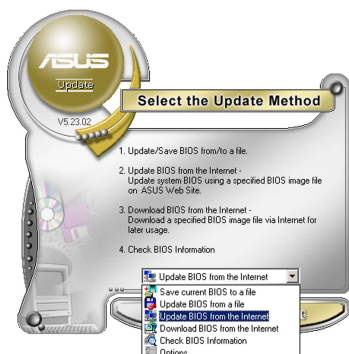 ASUS
Update
V5.23.02
Select the Update Method
1. Update/Save BIOS from/to a file.
2. Update BIOS from the Internet -
Update system BIOS using a specified BIOS image file
on ASUS Web Site.
3. Download BIOS from the Internet -
Download a specified BIOS image file via Internet for
later usage.
4. Check BIOS Information
Update BIOS from the Internet
Save current BIOS to a file
Update BIOS from a file
Update BIOS from the Internet
Download BIOS from the Internet
Check BIOS Information
Options